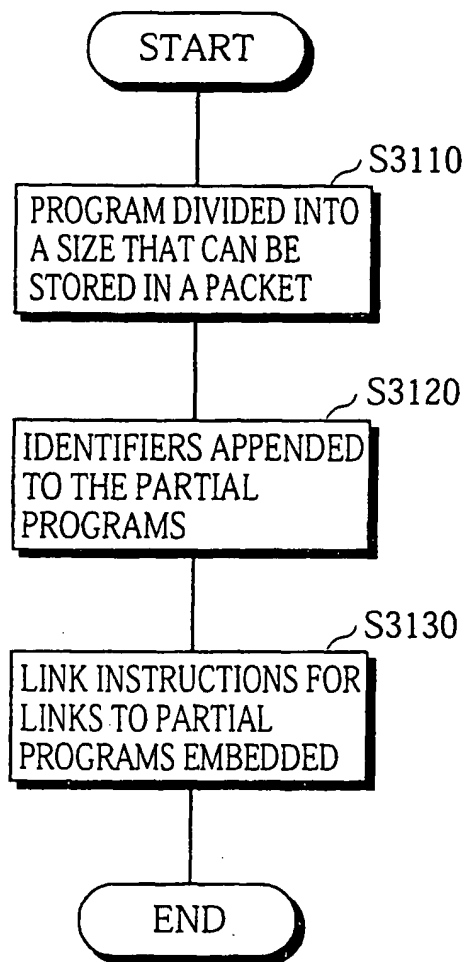 START
S3110
PROGRAM DIVIDED INTO
A SIZE THAT CAN BE
STORED IN A PACKET
S3120
IDENTIFIERS APPENDED
TO THE PARTIAL
PROGRAMS
S3130
LINK INSTRUCTIONS FOR
LINKS TO PARTIAL
PROGRAMS EMBEDDED
END